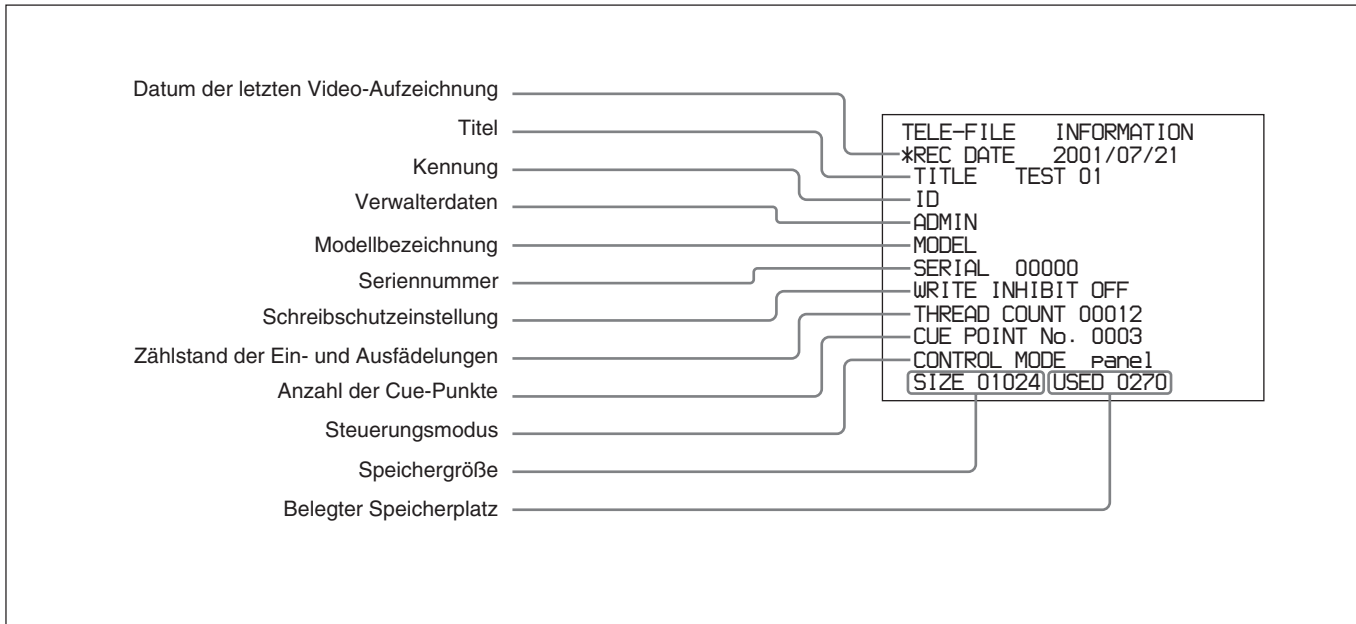 Datum der letzten Video-Aufzeichnung
Titel
Kennung
Verwalterdaten
Modellbezeichnung
Seriennummer
Schreibschutzeinstellung
Zählstand der Ein- und Ausfädelungen
Anzahl der Cue-Punkte
Steuerungsmodus
Speichergröße
Belegter Speicherplatz
TELE-FILE INFORMATION
*REC DATE 2001/07/21
TITLE TEST 01
ID
ADMIN
MODEL
SERIAL 00000
WRITE INHIBIT OFF
THREAD COUNT 00012
CUE POINT No. 0003
CONTROL MODE panel
SIZE 01024 USED 0270